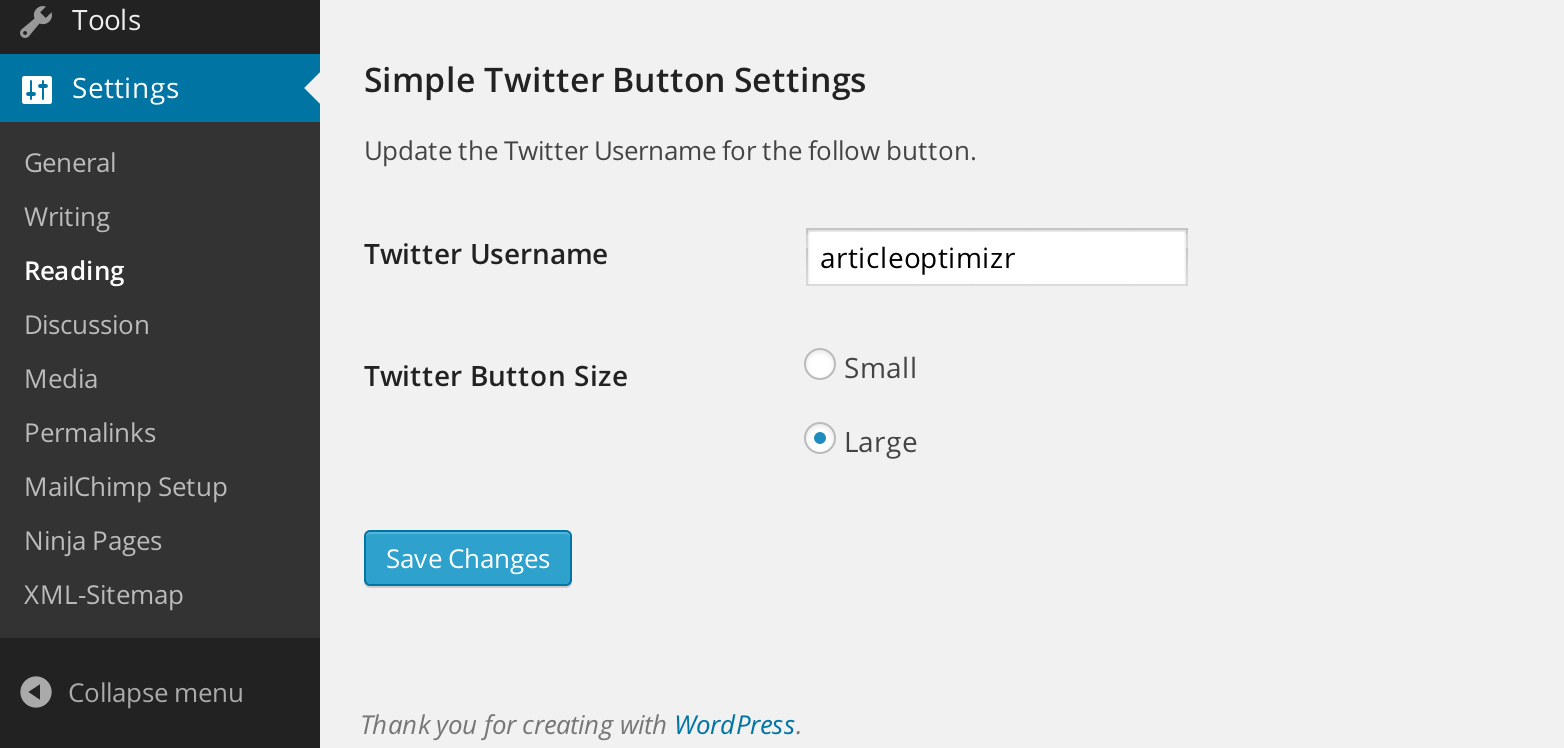 Tools
Settings
General
Writing
Reading
Discussion
Media
Permalinks
MailChimp Setup
Ninja Pages
XML-Sitemap
Collapse menu
Simple Twitter Button Settings
Update the Twitter Username for the follow button.
Twitter Username
articleoptimizr
Twitter Button Size
Small
Large
Save Changes
Thank you for creating with WordPress.